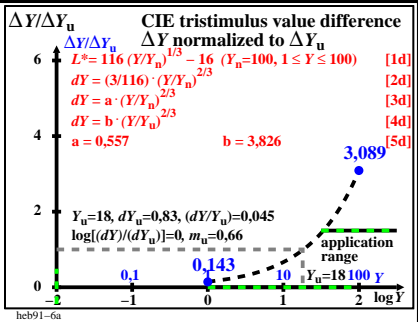 ΔY/ΔYu CIE tristimulus value difference
ΔY/ΔYu ΔY normalized to ΔYu
6 L*= 116 (Y/Yn)^1/3 − 16 (Yn=100, 1 ≤ Y ≤ 100) [1d]
dY = (3/116)·(Y/Yn)^2/3 [2d]
dY = a·(Y/Yn)^2/3 [3d]
dY = b·(Y/Yu)^2/3 [4d]
a = 0,557 b = 3,826 [5d]
4
3,089
2
Yu=18, dYu=0,83, (dY/Yu)=0,045
log[(dY)/(dYu)]=0, mu=0,66
application
range
0,143
0 0,1 10 Yu=18 100 Y
−2 −1 0 1 2 log Y
heb91−6a